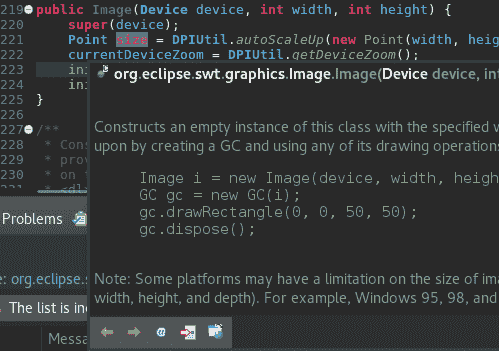 219 public Image(Device device, int width, int height) {
220 super(device);
221 Point size = DPIUtil.autoScaleUp(new Point(width, heig
222 currentDeviceZoom = DPIUtil.getDeviceZoom();
223 ini
224 ini
225 }
226
227 /**
228 * Cons
229 * prov
230 * on t
231 * <dl>
org.eclipse.swt.graphics.Image.Image(Device device, int
Constructs an empty instance of this class with the specified w
upon by creating a GC and using any of its drawing operations
Image i = new Image(device, width, heigh
GC gc = new GC(i);
gc.drawRectangle(0, 0, 50, 50);
gc.dispose();
Note: Some platforms may have a limitation on the size of ima
width, height, and depth). For example, Windows 95, 98, and
Problems
e: org.eclipse.s
The list is inc
Messa